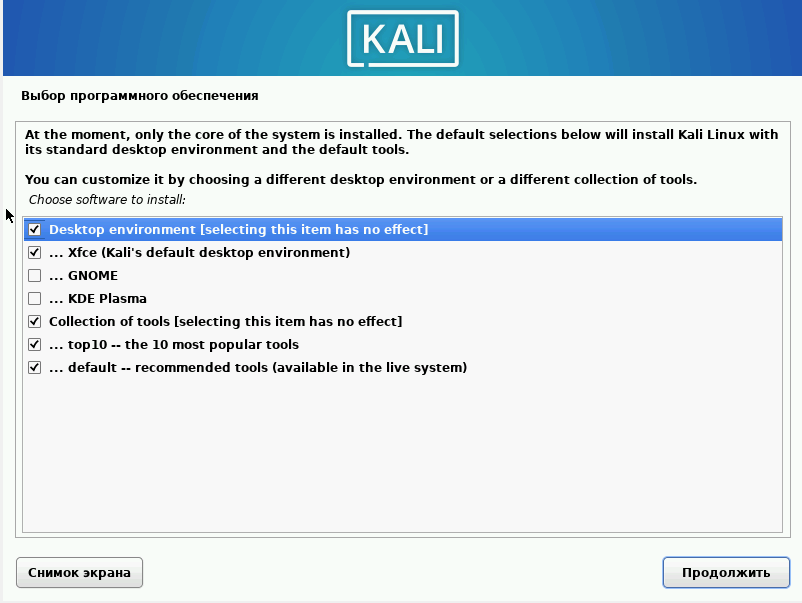 KALI
Выбор программного обеспечения
At the moment, only the core of the system is installed. The default selections below will install Kali Linux with
its standard desktop environment and the default tools.
You can customize it by choosing a different desktop environment or a different collection of tools.
Choose software to install:
Desktop environment [selecting this item has no effect]
... Xfce (Kali's default desktop environment)
... GNOME
... KDE Plasma
Collection of tools [selecting this item has no effect]
... top10 -- the 10 most popular tools
... default -- recommended tools (available in the live system)
Снимок экрана
Продолжить